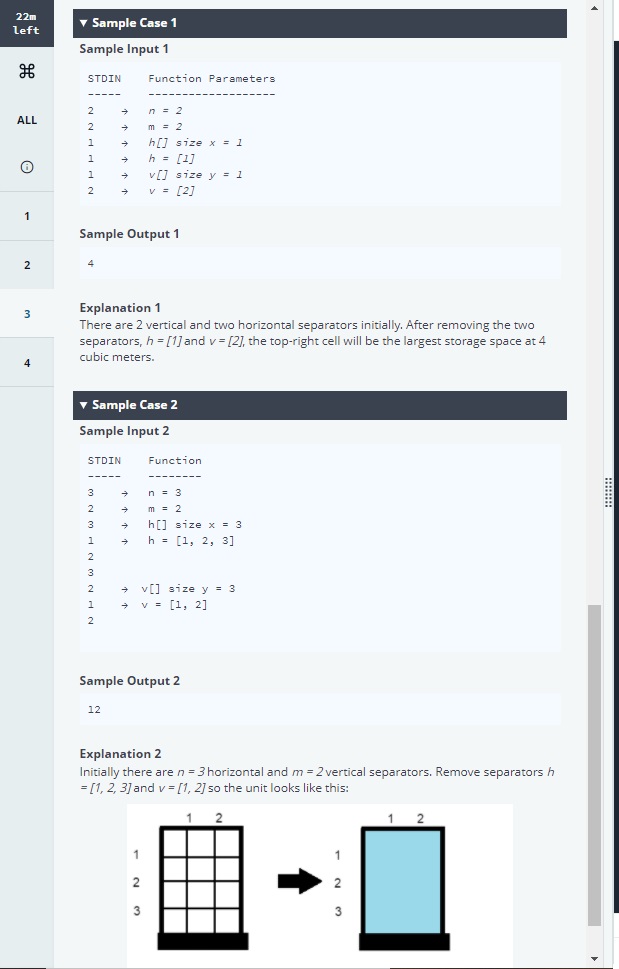 22m
left
ALL
1
2
3
4
▼ Sample Case 1
Sample Input 1
STDIN Function Parameters
----- --------------------
2 → n = 2
2 → m = 2
1 → h[] size x = 1
1 → h = [1]
1 → v[] size y = 1
2 → v = [2]
Sample Output 1
4
Explanation 1
There are 2 vertical and two horizontal separators initially. After removing the two
separators, h = [1] and v = [2], the top-right cell will be the largest storage space at 4
cubic meters.
▼ Sample Case 2
Sample Input 2
STDIN Function
----- --------
3 → n = 3
2 → m = 2
3 → h[] size x = 3
1 → h = [1, 2, 3]
2
3
2 → v[] size y = 3
1 → v = [1, 2]
2
Sample Output 2
12
Explanation 2
Initially there are n = 3 horizontal and m = 2 vertical separators. Remove separators h
= [1, 2, 3] and v = [1, 2] so the unit looks like this:
1 2 1 2
1 1
2 2
3 3